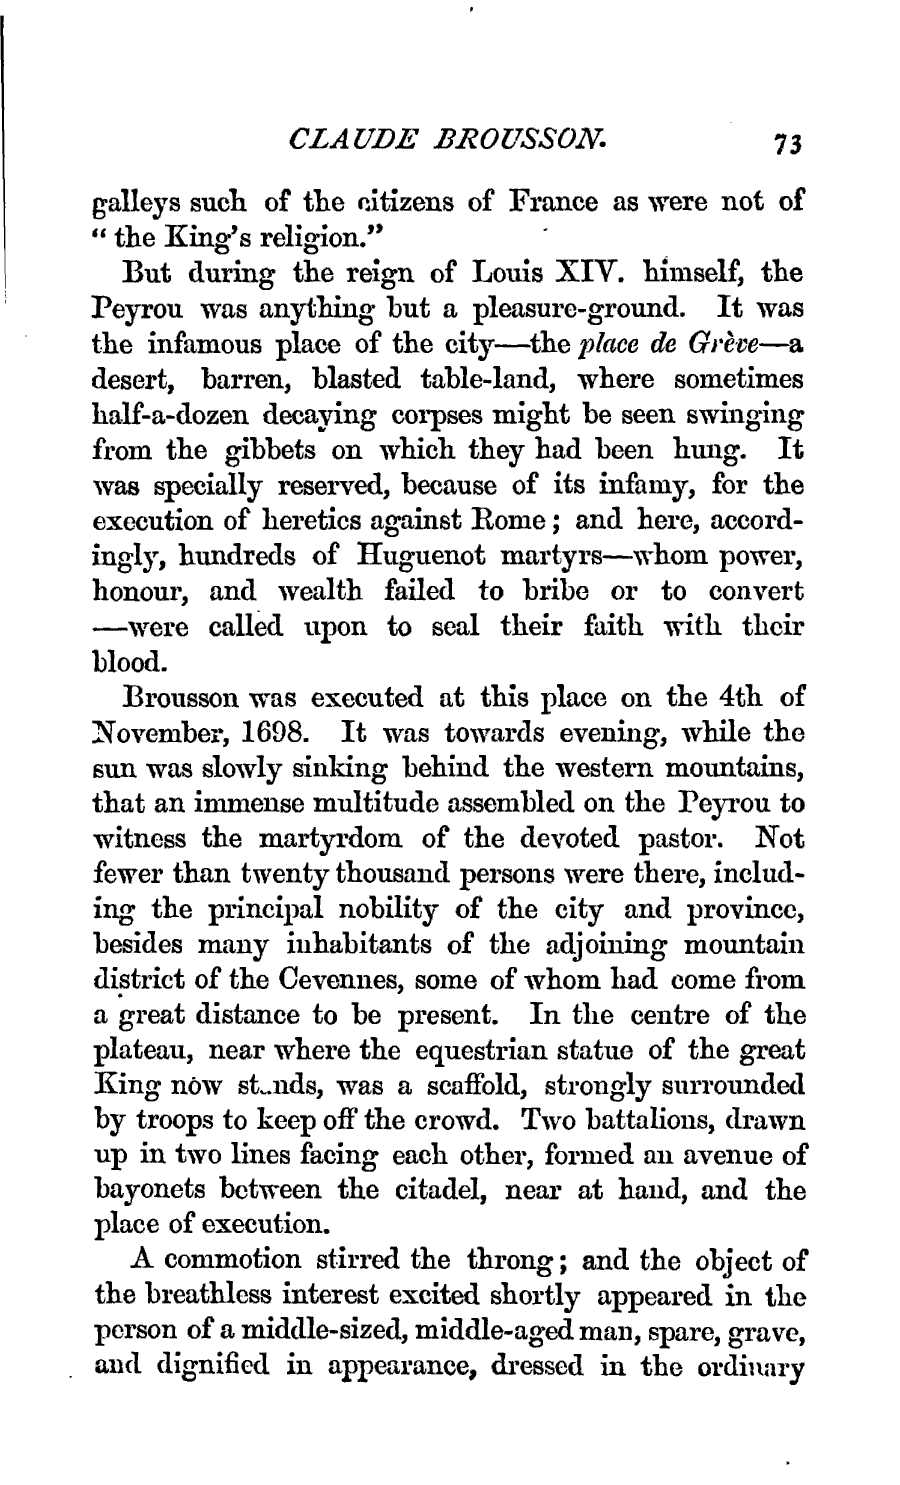 CLAUDE BROUSSON. 73
galleys such of the citizens of France as were not of
“ the King’s religion.”
But during the reign of Louis XIV. himself, the
Peyrou was anything but a pleasure-ground. It was
the infamous place of the city—the place de Grève—a
desert, barren, blasted table-land, where sometimes
half-a-dozen decaying corpses might be seen swinging
from the gibbets on which they had been hung. It
was specially reserved, because of its infamy, for the
execution of heretics against Rome ; and here, accord-
ingly, hundreds of Huguenot martyrs—whom power,
honour, and wealth failed to bribe or to convert
—were called upon to seal their faith with their
blood.
Brousson was executed at this place on the 4th of
November, 1698. It was towards evening, while the
sun was slowly sinking behind the western mountains,
that an immense multitude assembled on the Peyrou to
witness the martyrdom of the devoted pastor. Not
fewer than twenty thousand persons were there, includ-
ing the principal nobility of the city and province,
besides many inhabitants of the adjoining mountain
district of the Cevennes, some of whom had come from
a great distance to be present. In the centre of the
plateau, near where the equestrian statue of the great
King now stands, was a scaffold, strongly surrounded
by troops to keep off the crowd. Two battalions, drawn
up in two lines facing each other, formed an avenue of
bayonets between the citadel, near at hand, and the
place of execution.
A commotion stirred the throng ; and the object of
the breathless interest excited shortly appeared in the
person of a middle-sized, middle-aged man, spare, grave,
and dignified in appearance, dressed in the ordinary